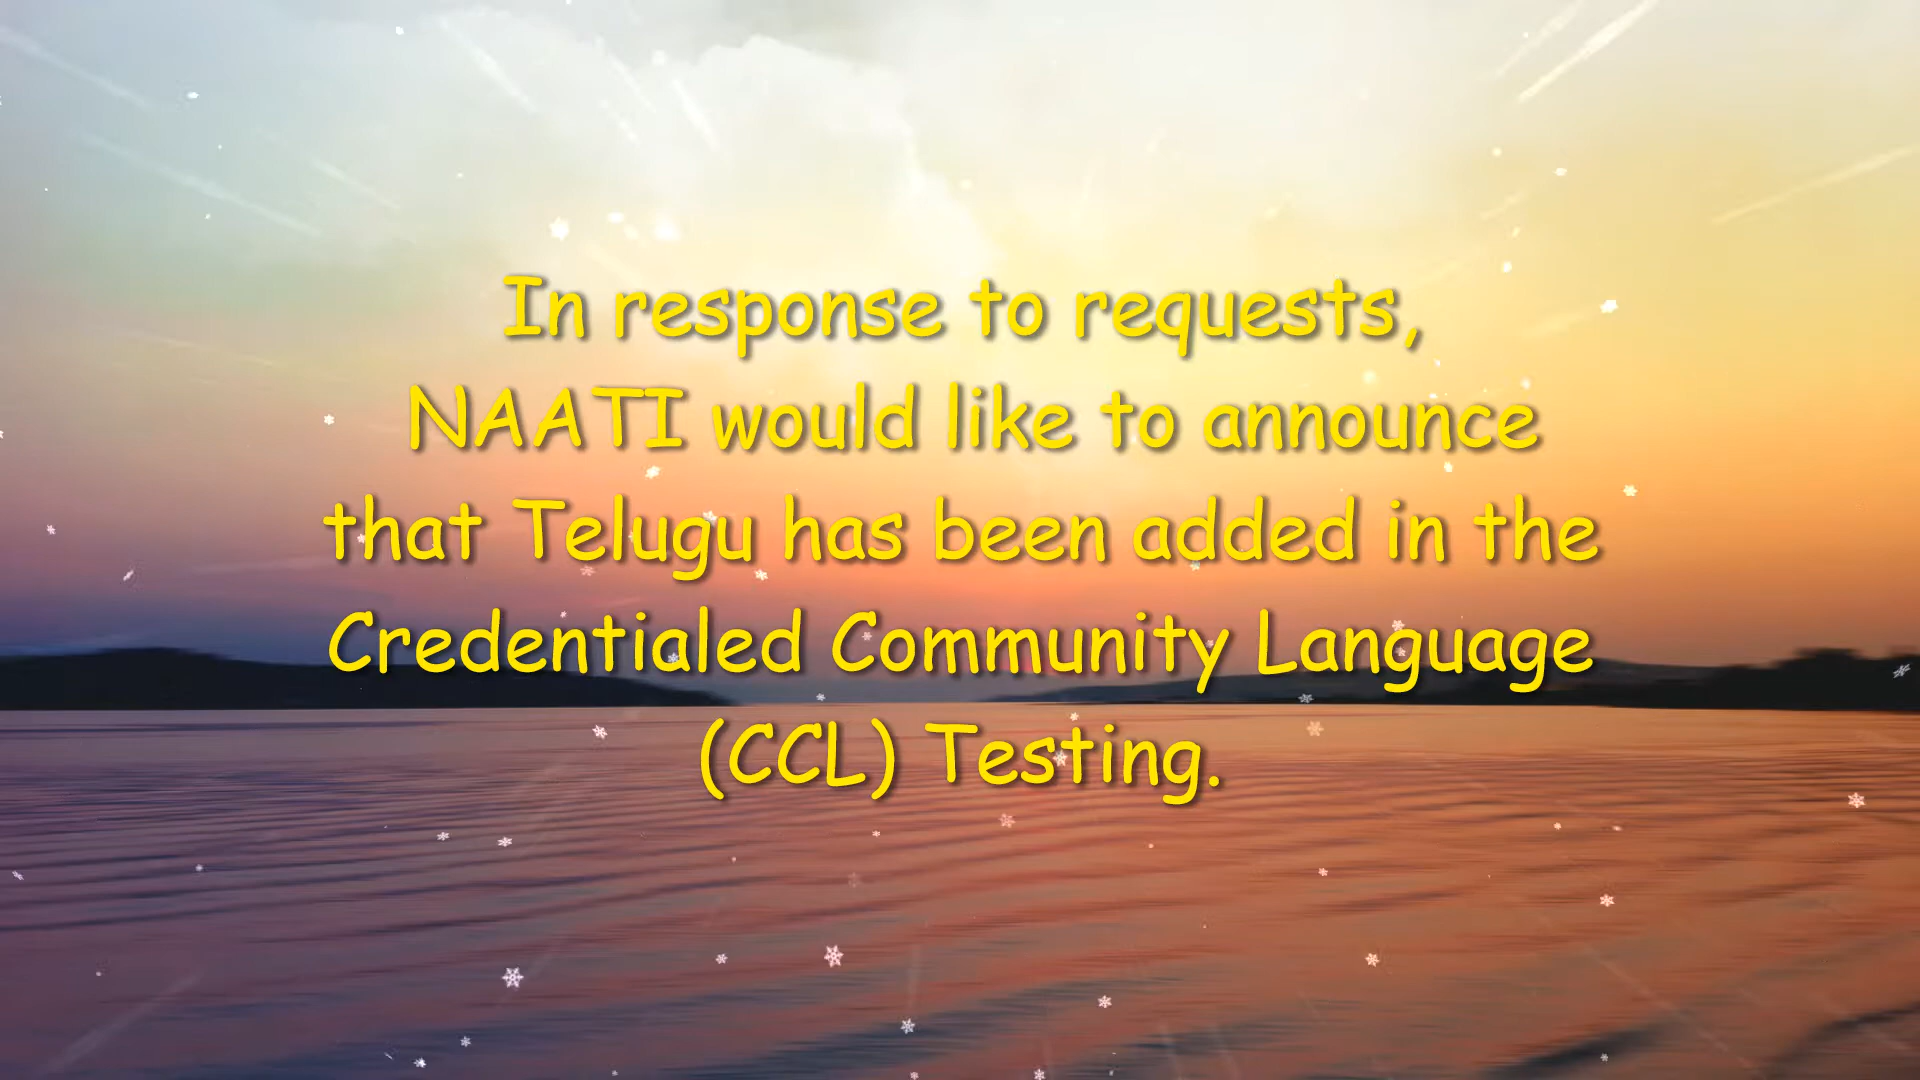 In response to requests,
NAATI would like to announce
that Telugu has been added in the
Credentialed Community Language
(CCL) Testing.